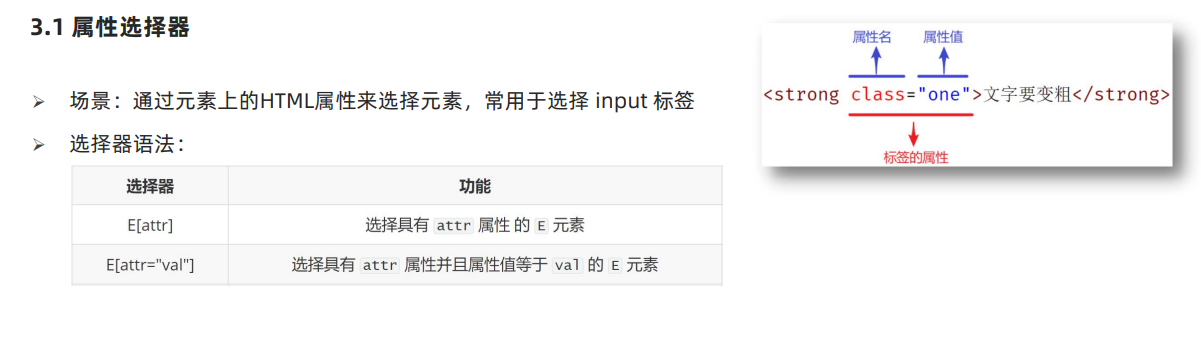 3.1 属性选择器
属性名 属性值
<strong class="one">文字要变粗</strong>
标签的属性
➢ 场景：通过元素上的HTML属性来选择元素，常用于选择 input 标签
➢ 选择器语法：
选择器 功能
E[attr] 选择具有 attr 属性 的 E 元素
E[attr="val"] 选择具有 attr 属性并且属性值等于 val 的 E 元素